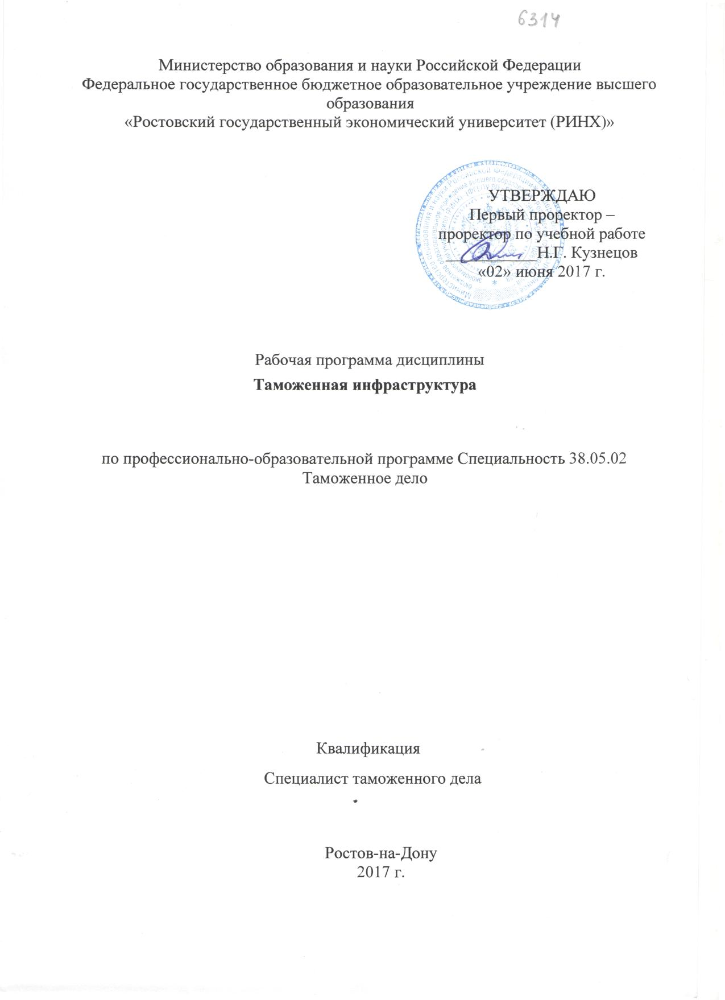 6314
Министерство образования и науки Российской Федерации
Федеральное государственное бюджетное образовательное учреждение высшего
образования
«Ростовский государственный экономический университет (РИНХ)»
УТВЕРЖДАЮ
Первый проректор –
проректор по учебной работе
Н.Г. Кузнецов
«02» июня 2017 г.
Рабочая программа дисциплины
Таможенная инфраструктура
по профессионально-образовательной программе Специальность 38.05.02
Таможенное дело
Квалификация
Специалист таможенного дела
Ростов-на-Дону
2017 г.